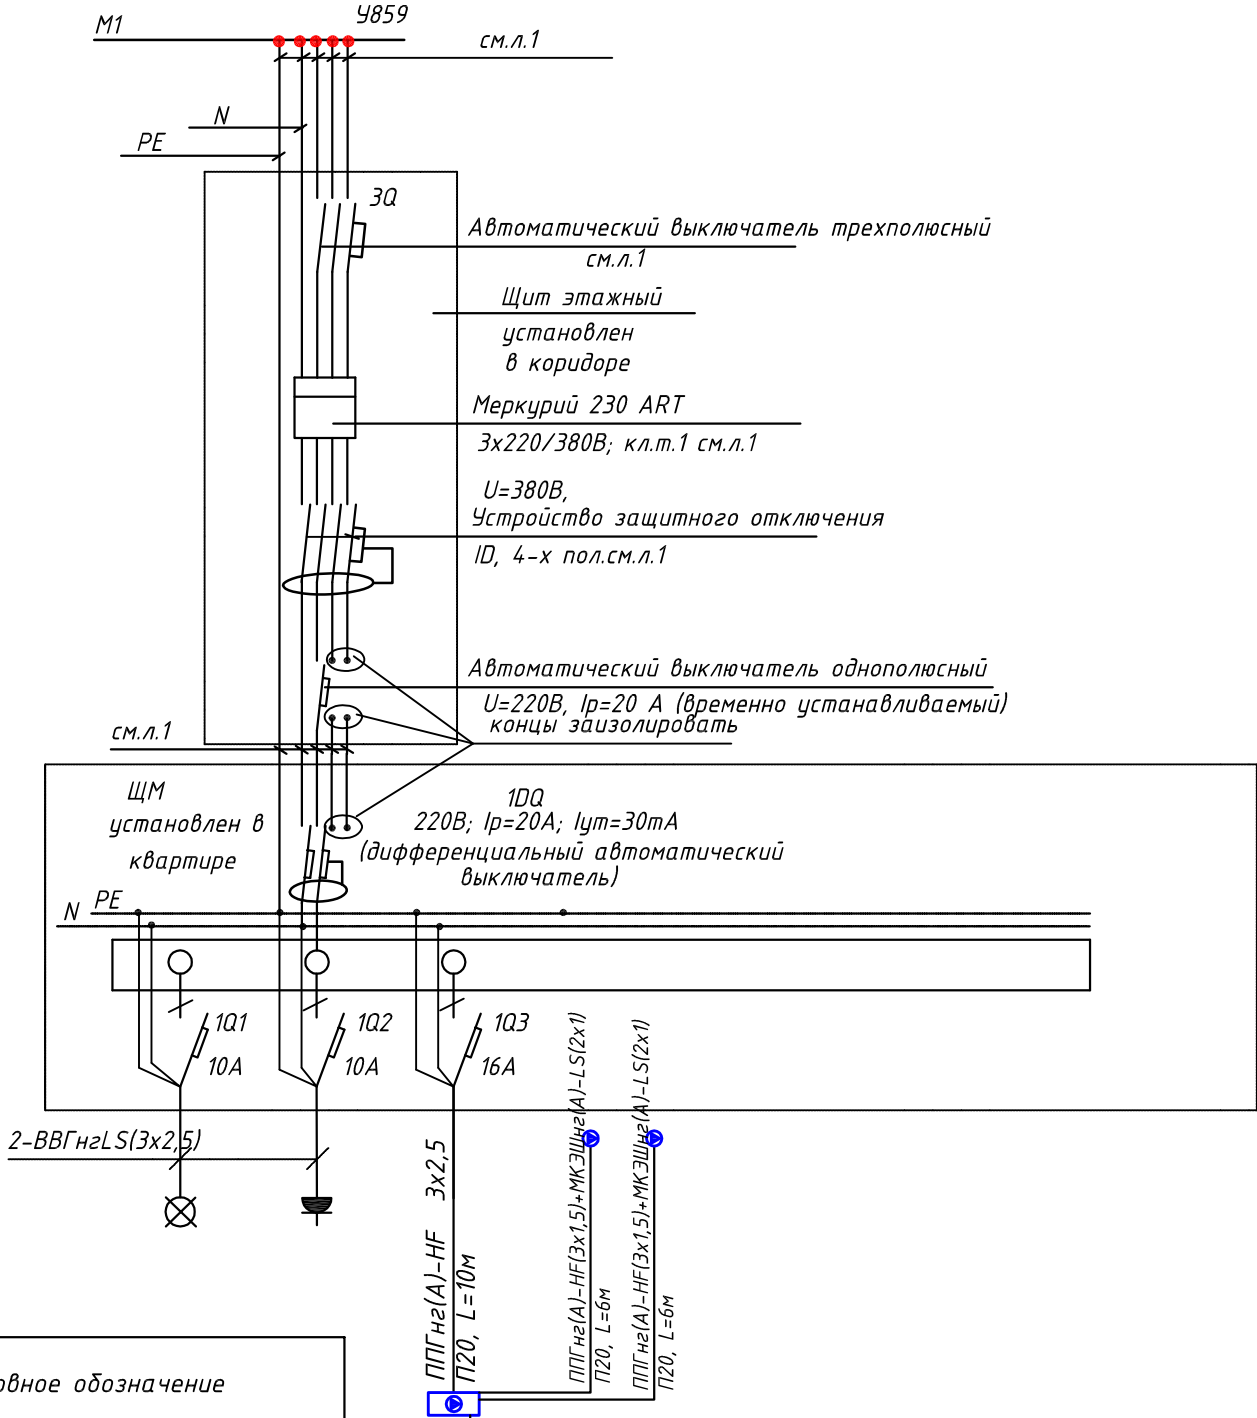 М1
У859
см.л.1
N
PE
3Q
Автоматический выключатель трехполюсный
см.л.1
Щит этажный
установлен
в коридоре
Меркурий 230 ART
3х220/380В; кл.т.1 см.л.1
U=380В,
Устройство защитного отключения
ID, 4-х пол.см.л.1
Автоматический выключатель однополюсный
U=220В, Iр=20 А (временно устанавливаемый)
концы заизолировать
см.л.1
ЩМ
установлен в
квартире
1DQ
220В; Iр=20А; Iут=30mA
(дифференциальный автоматический
выключатель)
N
PE
1Q1
10А
1Q2
10А
1Q3
16А
2-ВВГнгLS(3х2,5)
ППГнг(А)-HF 3х2,5
П20, L=10м
ППГнг(А)-HF(3х1,5)+МКЭШнг(А)-LS(2х1)
П20, L=6м
ППГнг(А)-HF(3х1,5)+МКЭШнг(А)-LS(2х1)
П20, L=6м
овное обозначение